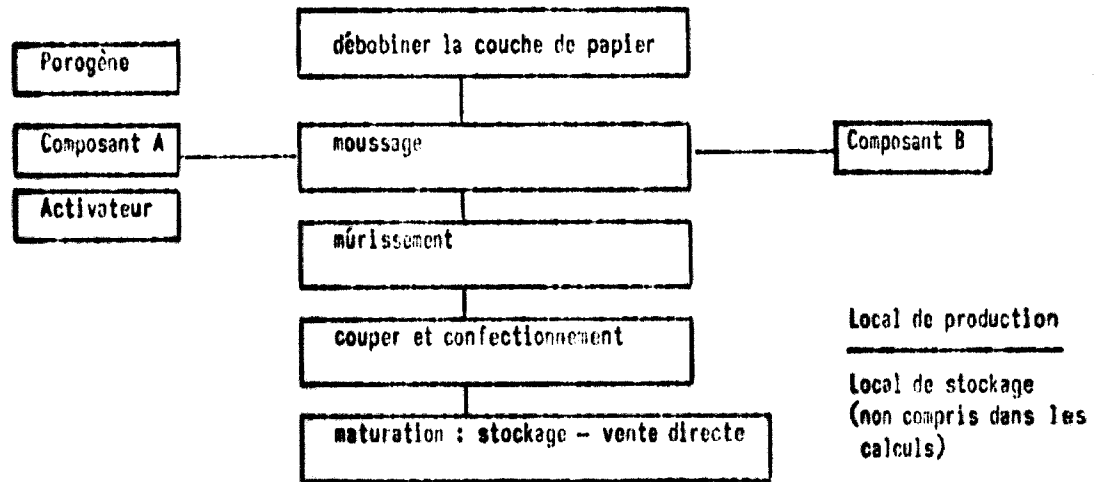 débobiner la couche de papier
Porogène
Composant A
moussage
Composant B
Activateur
mûrissement
couper et confectionnement
Local de production
Local de stockage
(non compris dans les
calculs)
maturation : stockage - vente directe